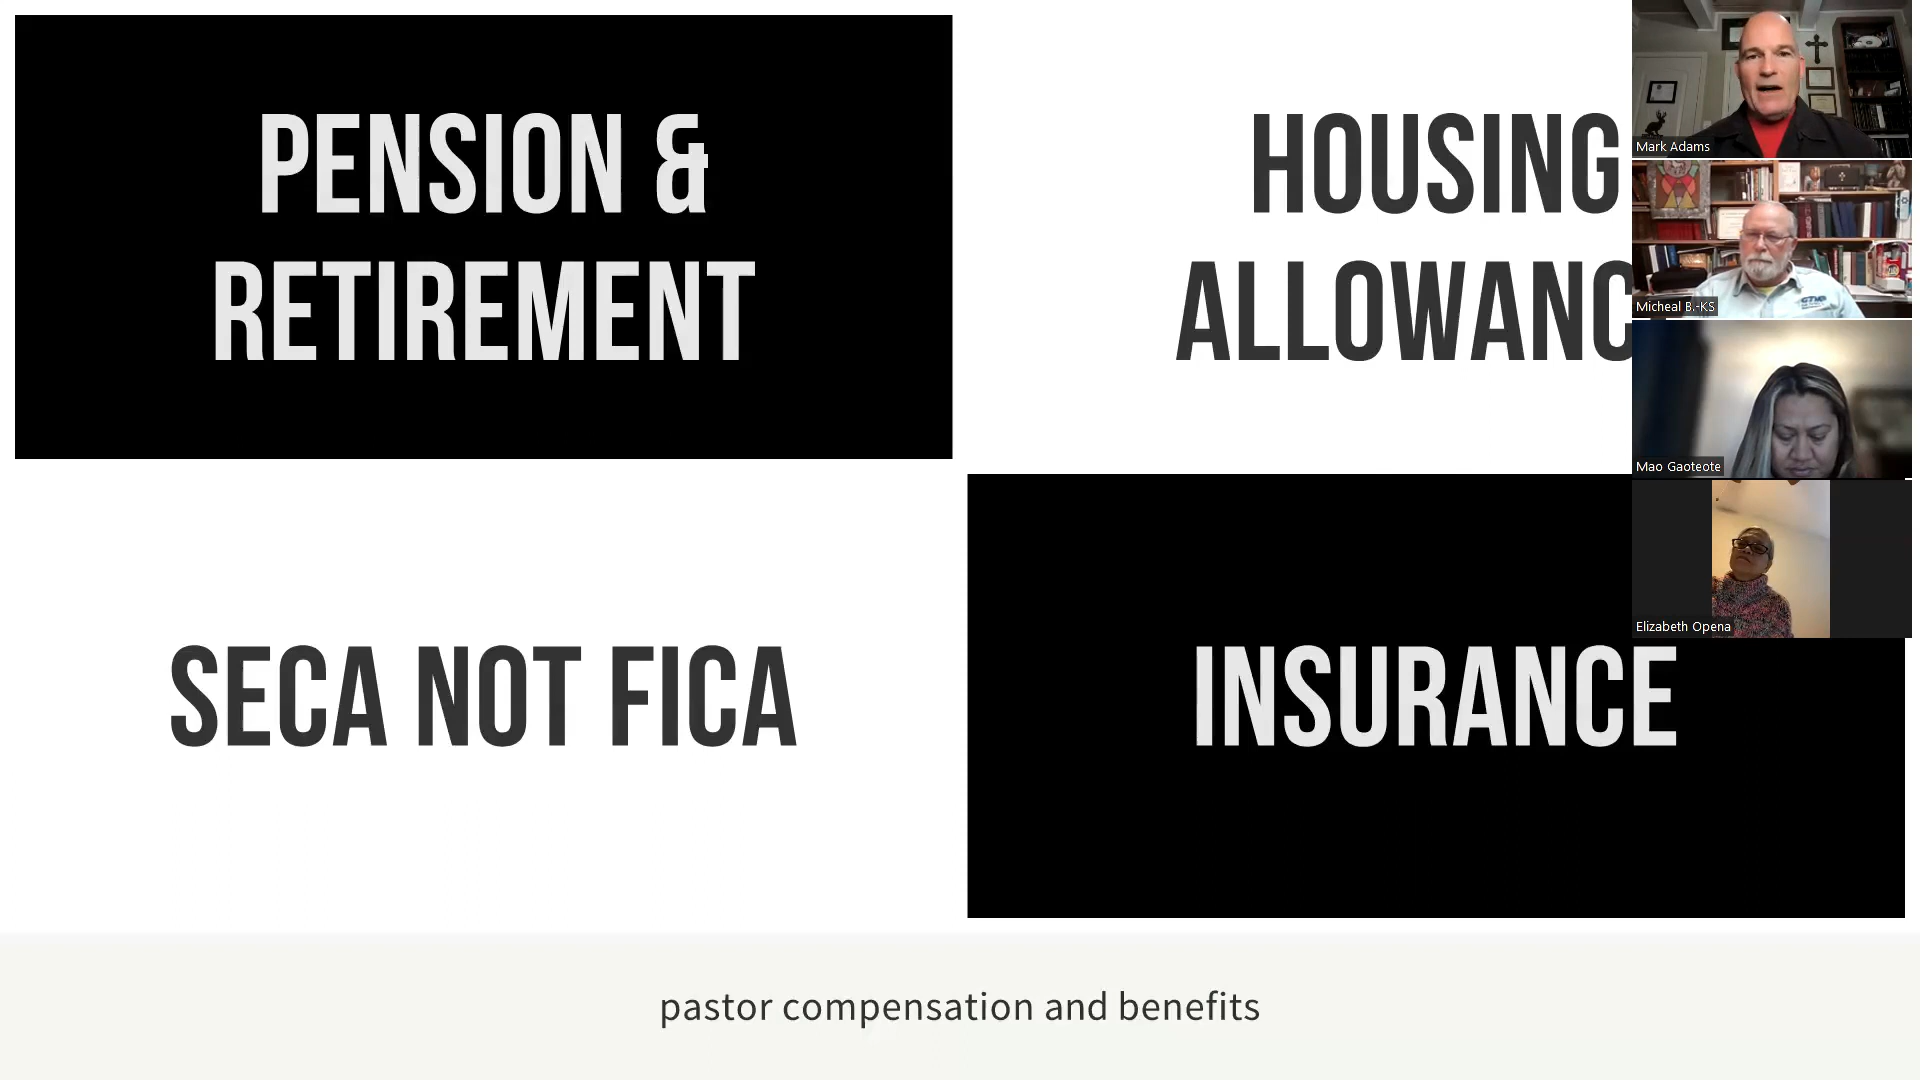 PENSION &
RETIREMENT
HOUSING
ALLOWANC
SECA NOT FICA
INSURANCE
pastor compensation and benefits
Mark Adams
Micheal B.-KS
Mao Gaoteote
Elizabeth Opena